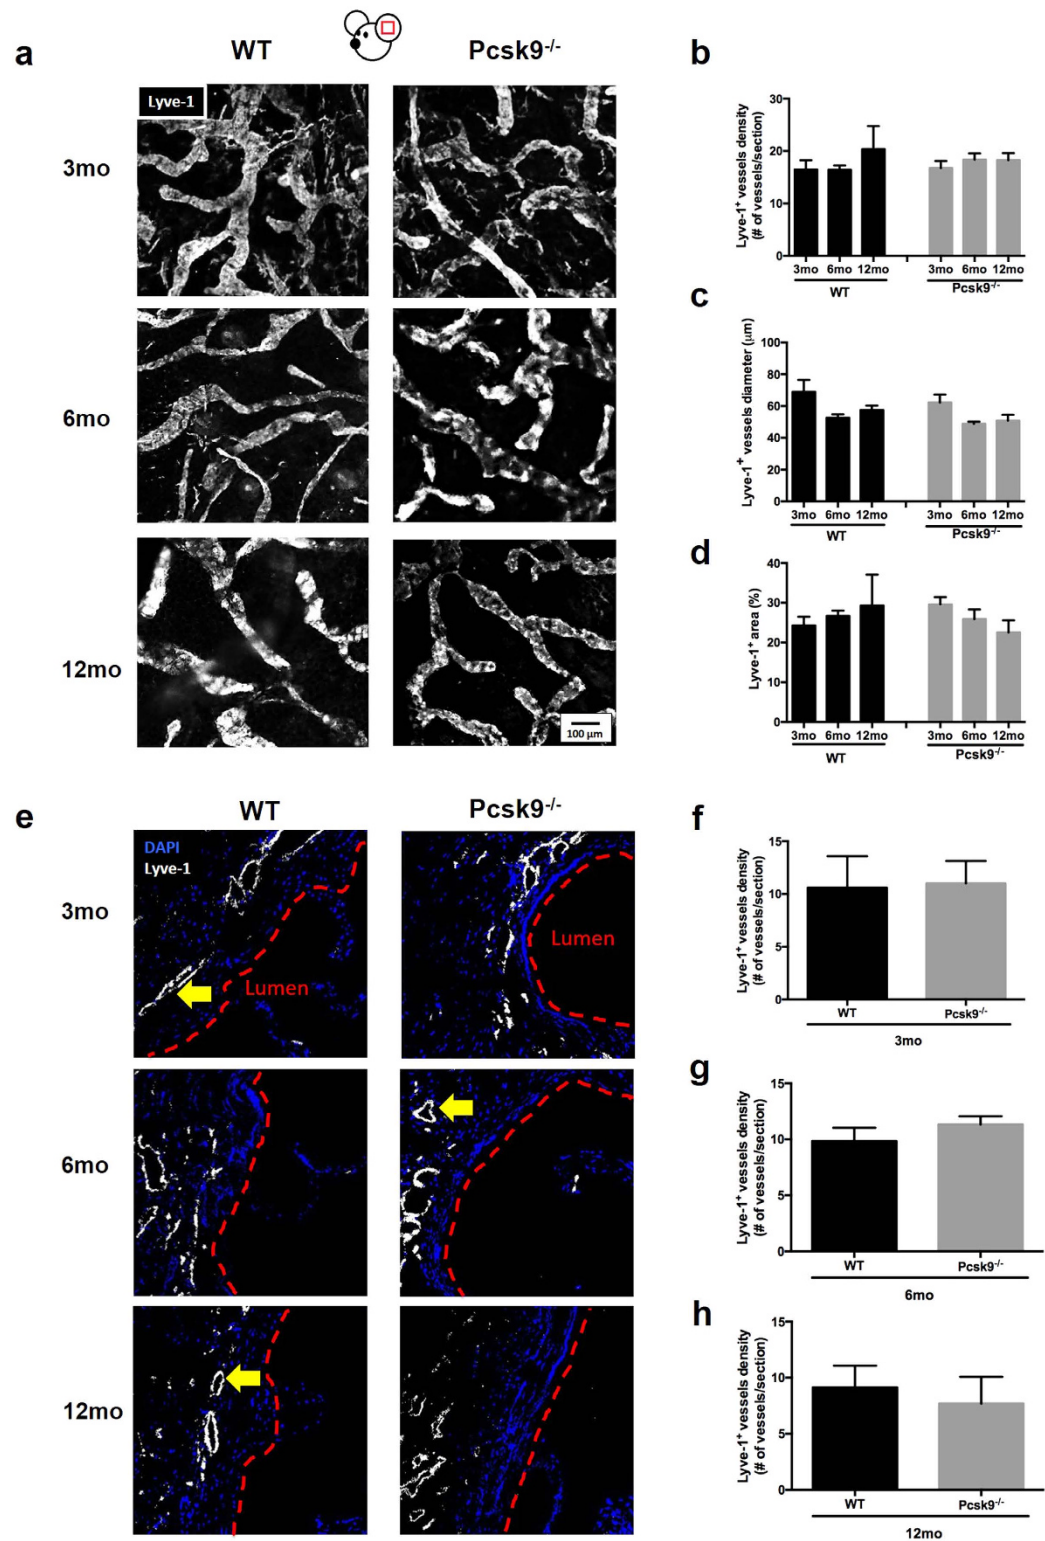 a
WT
Pcsk9-/-
Lyve-1
3mo
6mo
12mo
100 µm
b
Lyve-1+ vessels density
(# of vessels/section)
30
20
10
0
3mo 6mo 12mo 3mo 6mo 12mo
WT Pcsk9-/-
c
Lyve-1+ vessels diameter (µm)
100
80
60
40
20
0
3mo 6mo 12mo 3mo 6mo 12mo
WT Pcsk9-/-
d
Lyve-1+ area (%)
40
30
20
10
0
3mo 6mo 12mo 3mo 6mo 12mo
WT Pcsk9-/-
e
WT
Pcsk9-/-
DAPI
Lyve-1
3mo
Lumen
Lumen
6mo
12mo
f
Lyve-1+ vessels density
(# of vessels/section)
15
10
5
0
WT Pcsk9-/-
3mo
g
Lyve-1+ vessels density
(# of vessels/section)
15
10
5
0
WT Pcsk9-/-
6mo
h
Lyve-1+ vessels density
(# of vessels/section)
15
10
5
0
WT Pcsk9-/-
12mo